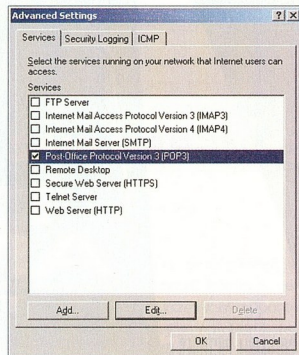 Advanced Settings
Services
Security Logging
ICMP
Select the services running on your network that Internet users can
access.
Services
FTP Server
Internet Mail Access Protocol Version 3 (IMAP3)
Internet Mail Access Protocol Version 4 (IMAP4)
Internet Mail Server (SMTP)
Post-Office Protocol Version 3 (POP3)
Remote Desktop
Secure Web Server (HTTPS)
Telnet Server
Web Server (HTTP)
Add...
Edit...
Delete
OK
Cancel